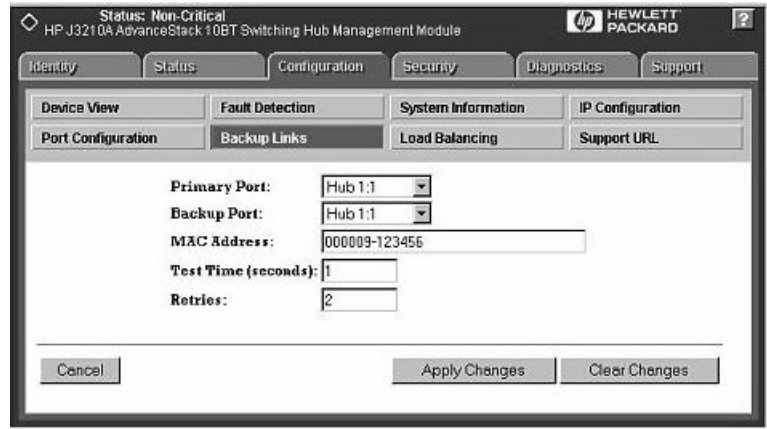 Status: Non-Critical
HP J3210A AdvanceStack 10BT Switching Hub Management Module
hp HEWLETT PACKARD
?
Identity Status Configuration Security Diagnostics Support
Device View Fault Detection System Information IP Configuration
Port Configuration Backup Links Load Balancing Support URL
Primary Port: Hub 1:1
Backup Port: Hub 1:1
MAC Address: 000009-123456
Test Time (seconds): 1
Retries: 2
Cancel Apply Changes Clear Changes